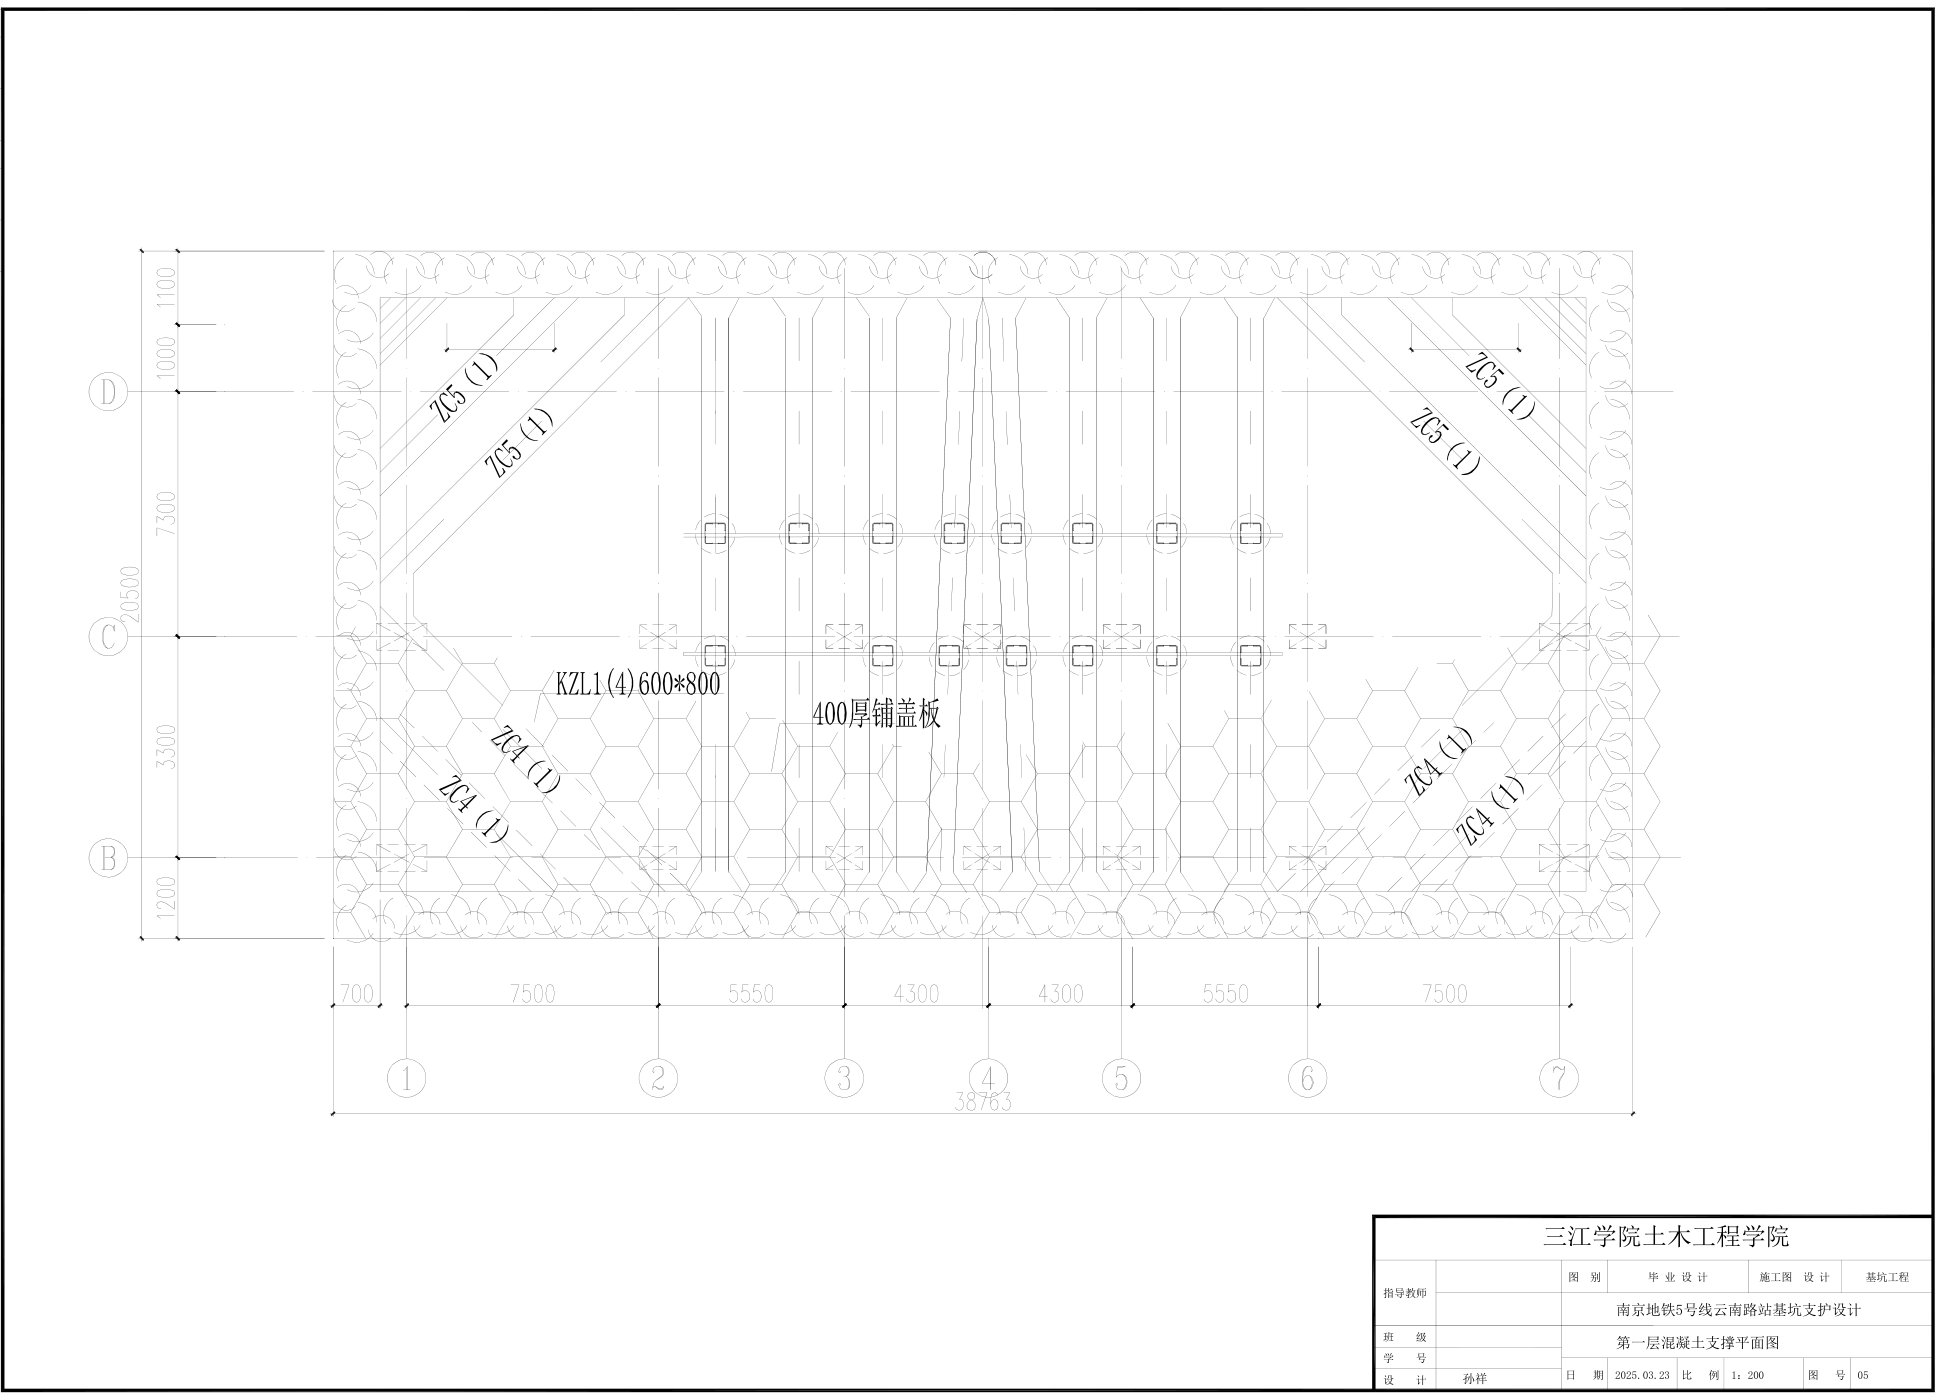 1100
1000
7300
20500
3300
1200
D
C
B
ZC5 (1)
ZC5 (1)
ZC5 (1)
ZC5 (1)
KZL1(4)600*800
400厚铺盖板
ZC4 (1)
ZC4 (1)
ZC4 (1)
ZC4 (1)
700 7500 5550 4300 4300 5550 7500
1 2 3 4 5 6 7
38763
三江学院土木工程学院
指导教师 图 别 毕 业 设 计 施工图 设 计 基坑工程
南京地铁5号线云南路站基坑支护设计
班 级 第一层混凝土支撑平面图
学 号
设 计 孙祥 日 期 2025.03.23 比 例 1：200 图 号 05